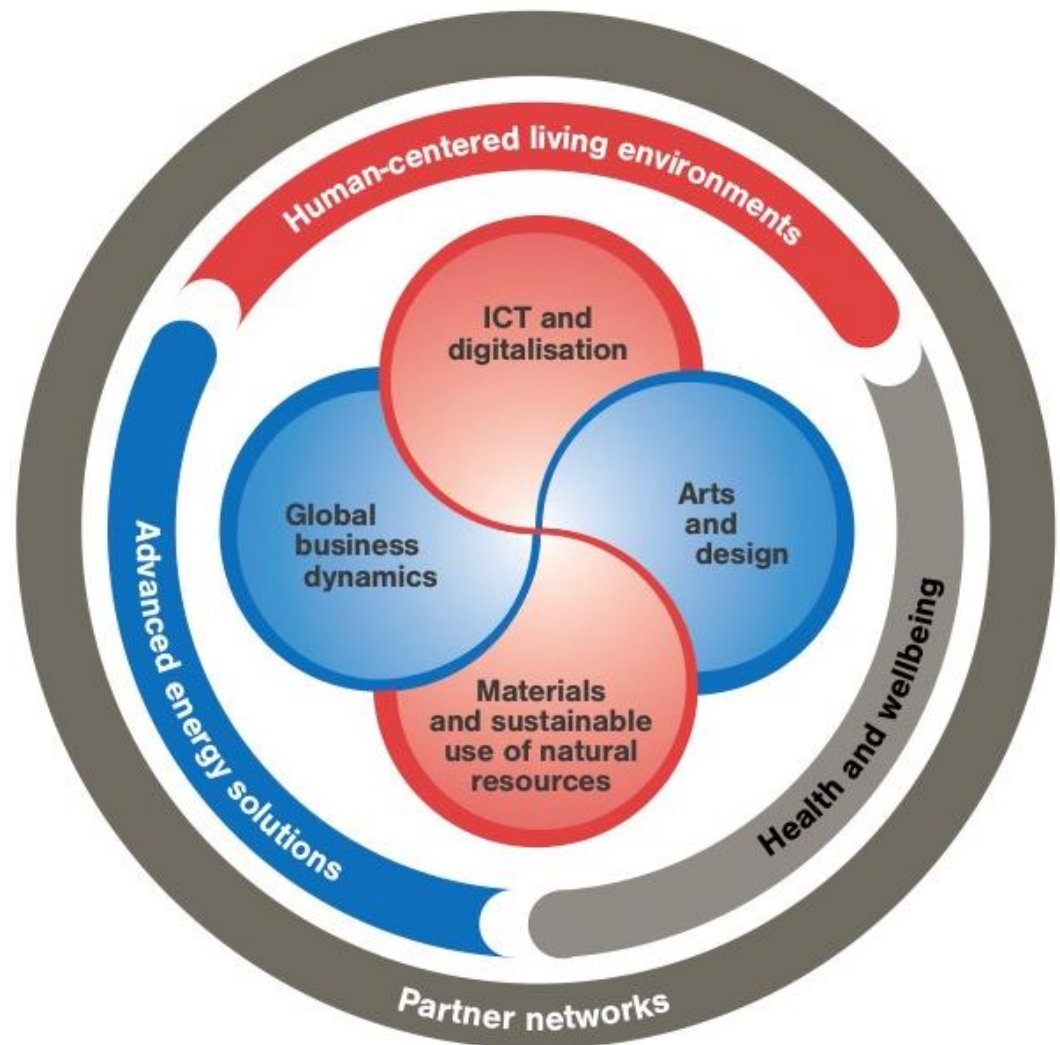 Human-centered living environments
ICT and
digitalisation
Global
business
dynamics
Arts
and
design
Materials
and sustainable
use of natural
resources
Advanced energy solutions
Health and wellbeing
Partner networks